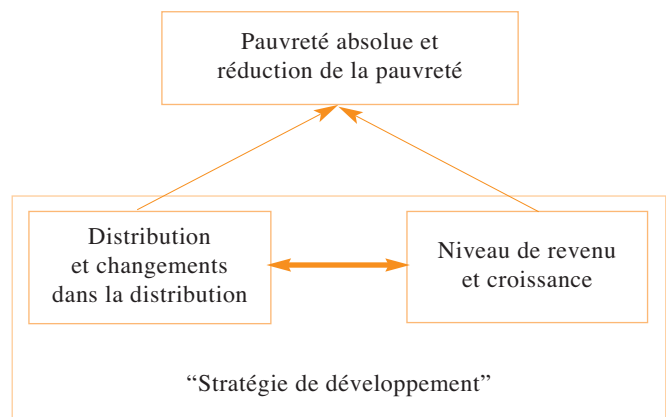 Pauvreté absolue et
réduction de la pauvreté
Distribution
et changements
dans la distribution
Niveau de revenu
et croissance
“Stratégie de développement”